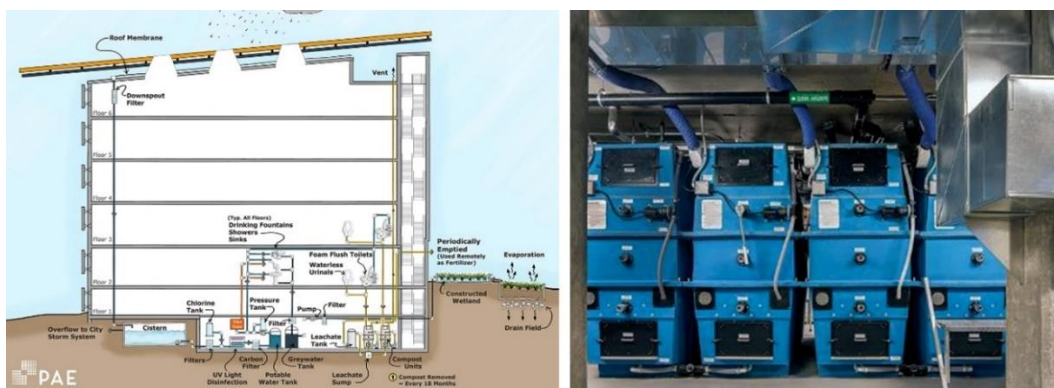 Roof Membrane
Vent
Downspout
Filter
Floor 6
Floor 5
Floor 4
Floor 3
(Typ. All Floors)
Drinking Fountains
Showers
Sinks
Foam Flush Toilets
Waterless
Urinals
Periodically
Emptied
(Used Remotely
as Fertilizer)
Evaporation
Floor 2
Constructed
Wetland
Floor 1
Chlorine
Tank
Pressure
Tank
Pump
Filter
Filter
Drain Field
Overflow to City
Storm System
Cistern
Leachate
Tank
Filters
UV Light
Disinfection
Carbon
Filter
Potable
Water Tank
Greywater
Tank
Leachate
Sump
Compost
Units
Compost Removed
~ Every 18 Months
PAE